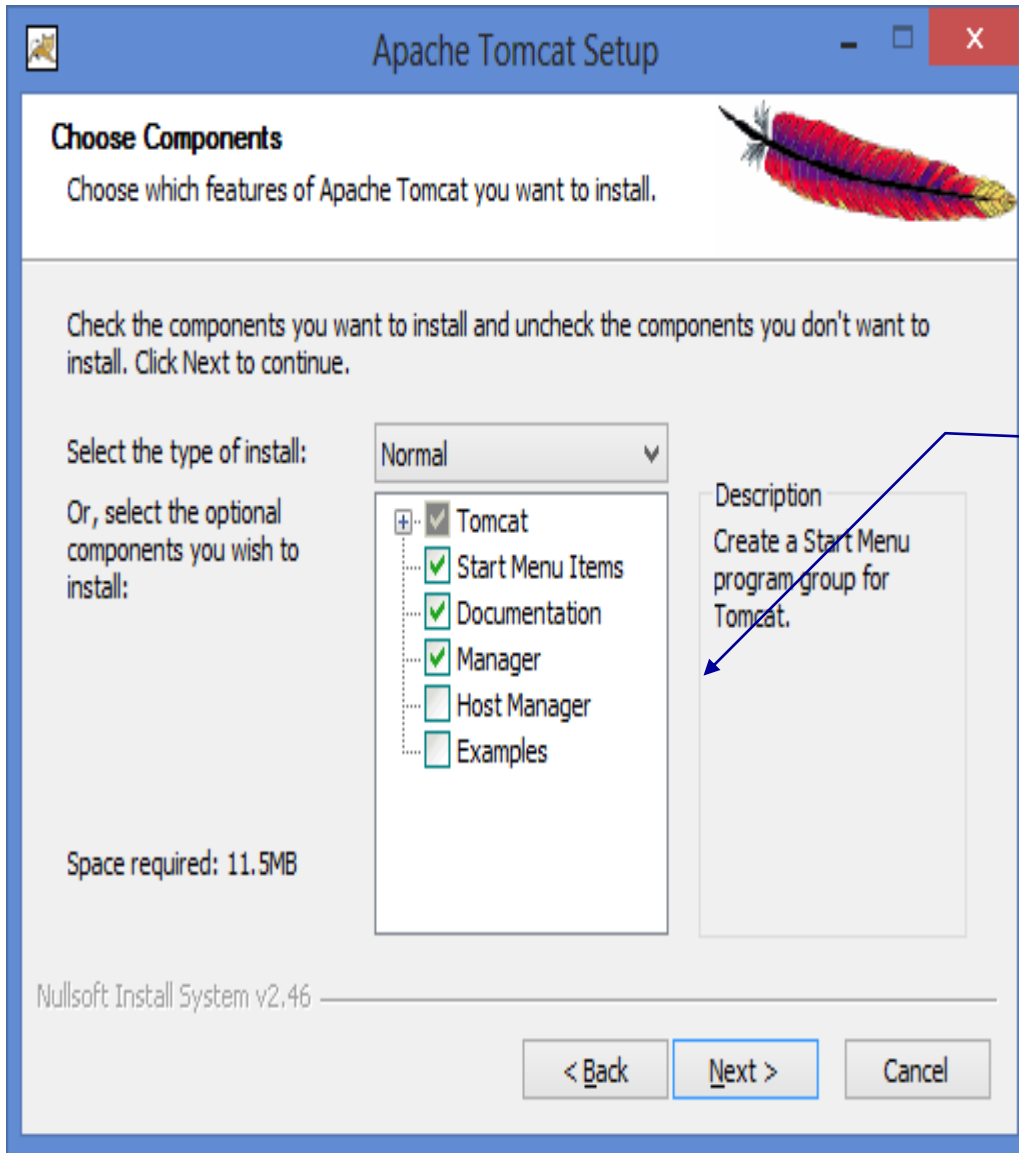 Apache Tomcat Setup
Choose Components
Choose which features of Apache Tomcat you want to install.
Check the components you want to install and uncheck the components you don't want to
install. Click Next to continue.
Select the type of install:
Normal
Or, select the optional
components you wish to
install:
Tomcat
Start Menu Items
Documentation
Manager
Host Manager
Examples
Description
Create a Start Menu
program group for
Tomcat.
Space required: 11.5MB
Nullsoft Install System v2.46
< Back
Next >
Cancel